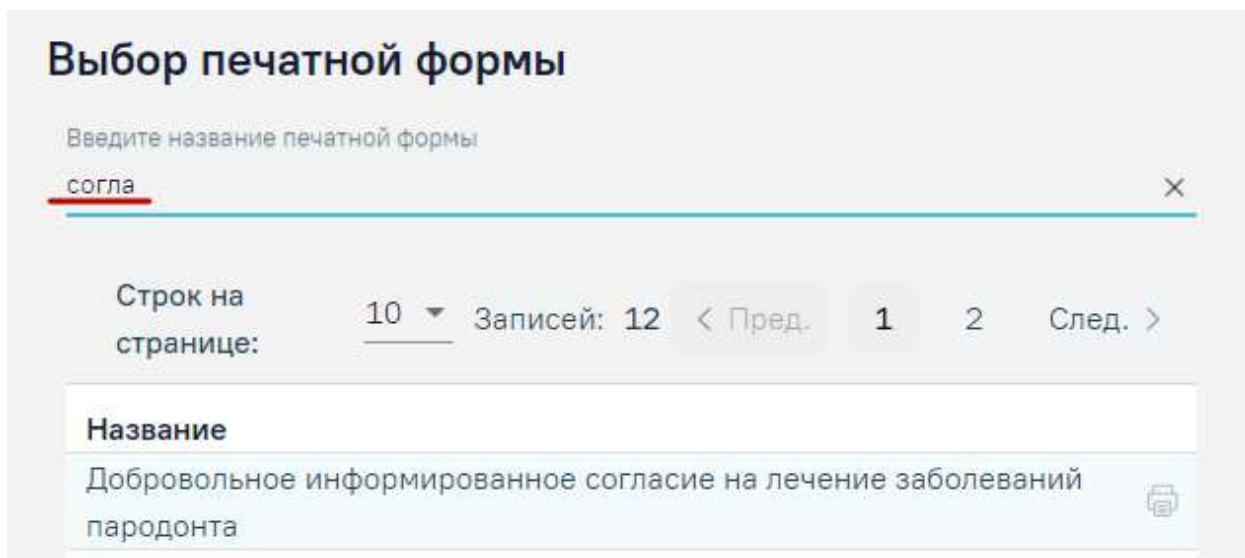 Выбор печатной формы
Введите название печатной формы
согла
Строк на
странице:
10 Записей: 12 < Пред. 1 2 След. >
Название
Добровольное информированное согласие на лечение заболеваний
пародонта